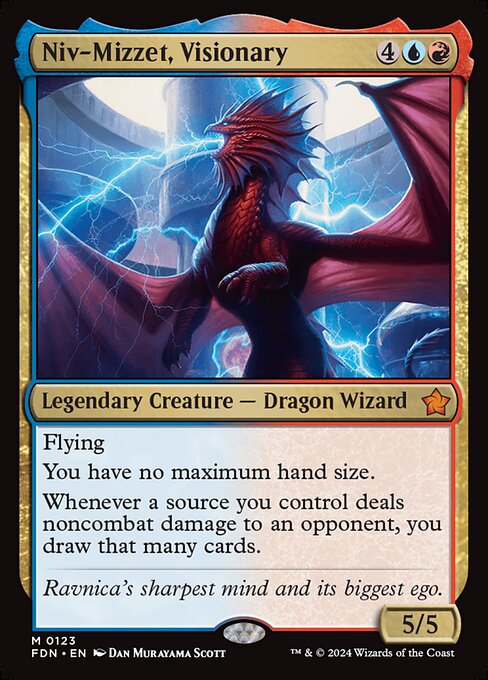 Niv-Mizzet, Visionary 4
Legendary Creature — Dragon Wizard
Flying
You have no maximum hand size.
Whenever a source you control deals
noncombat damage to an opponent, you
draw that many cards.
Ravnica's sharpest mind and its biggest ego.
5/5
M 0123
FDN • EN Dan Murayama Scott
™ & © 2024 Wizards of the Coast